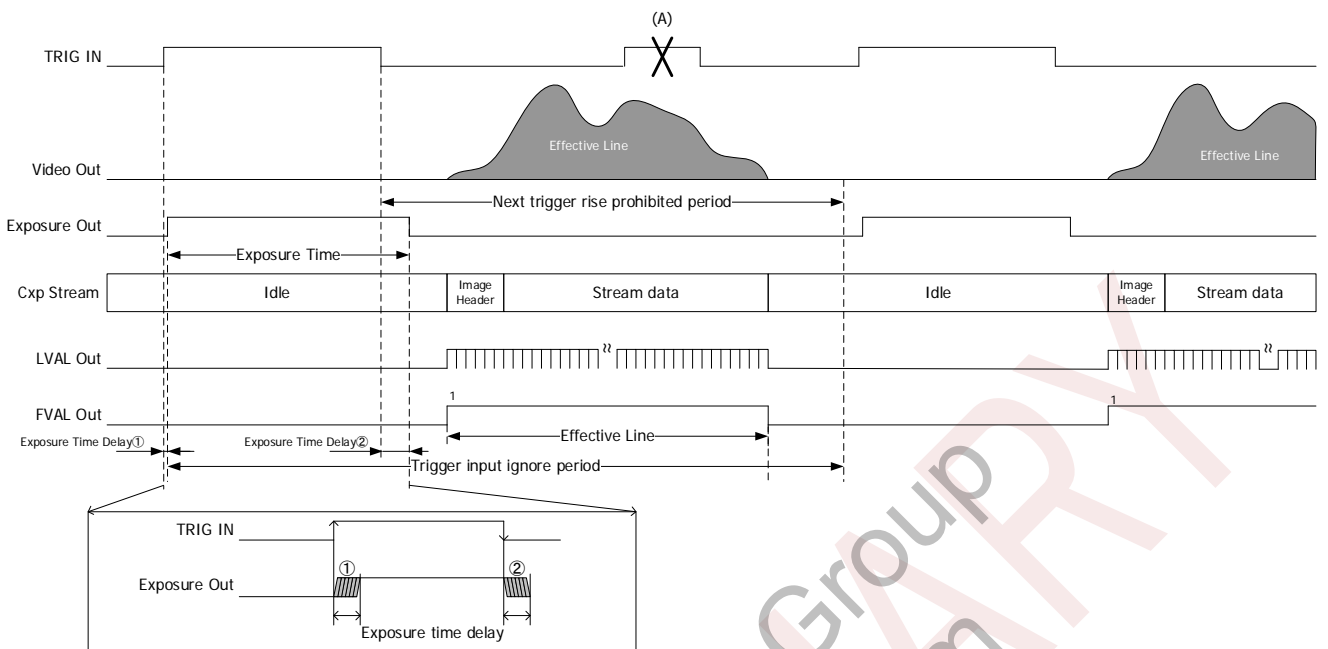 (A)
TRIG IN
Effective Line
Effective Line
Video Out
Next trigger rise prohibited period
Exposure Out
Exposure Time
Cxp Stream
Idle
Image
Header
Stream data
Idle
Image
Header
Stream data
LVAL Out
≈
≈
1
1
FVAL Out
Effective Line
Exposure Time Delay①
Exposure Time Delay②
Trigger input ignore period
TRIG IN
①
②
Exposure Out
Exposure time delay
Group